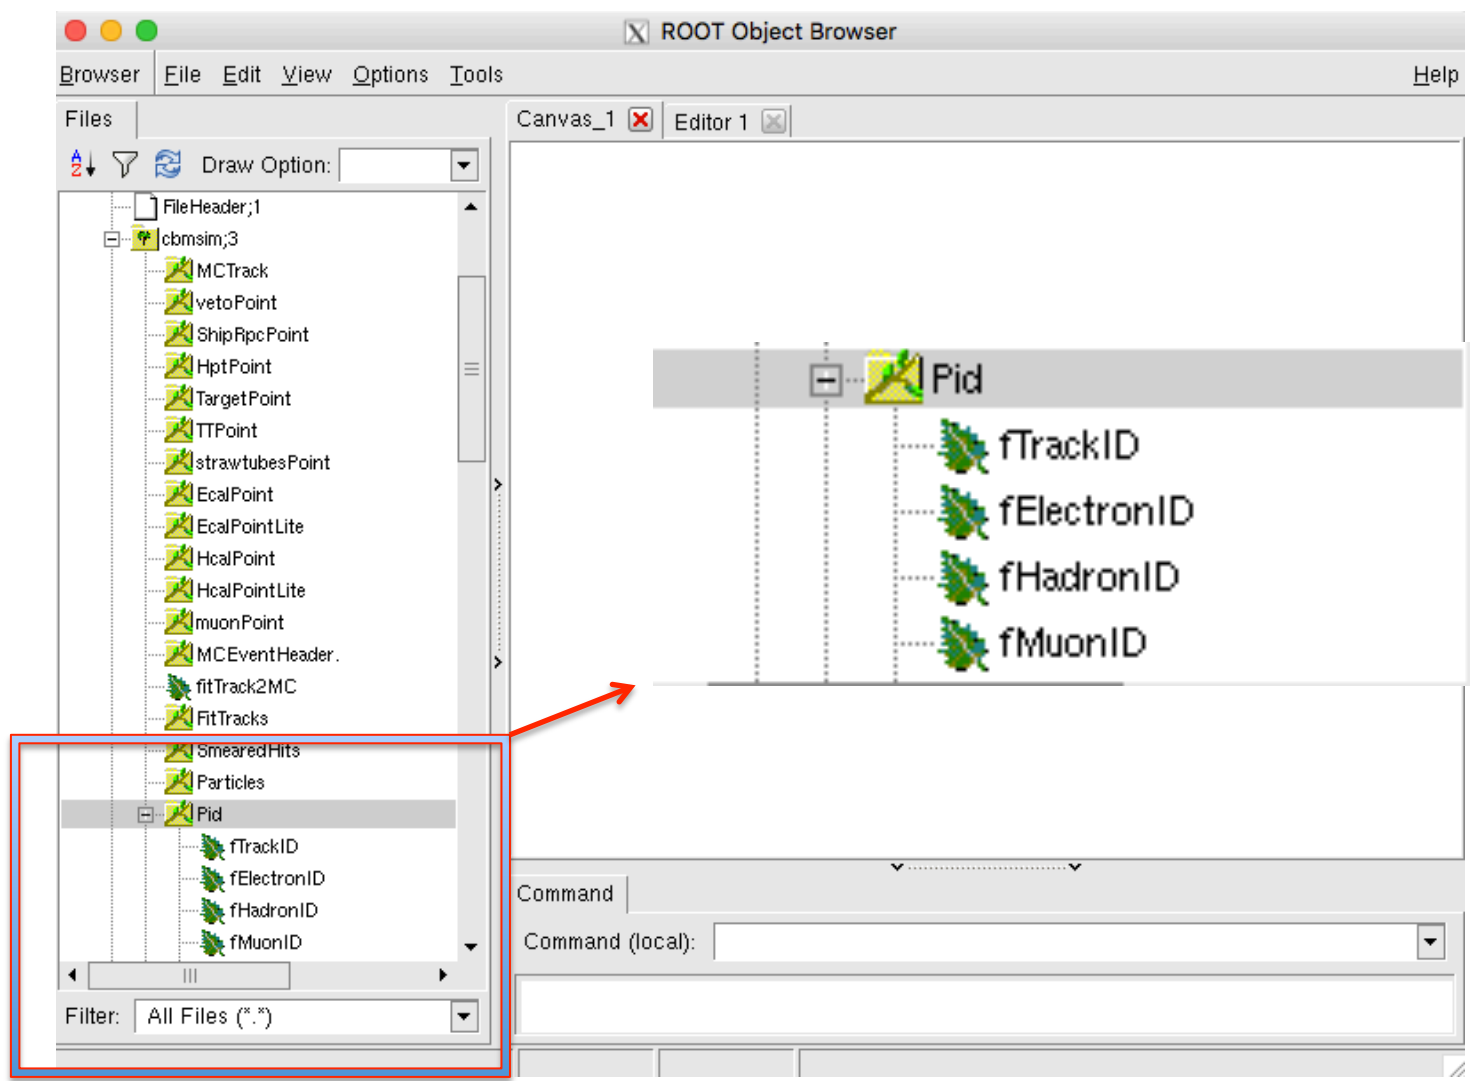 ROOT Object Browser
Browser File Edit View Options Tools Help
Files
Canvas_1 Editor 1
Draw Option:
FileHeader;1
cbmsim;3
MCTrack
vetoPoint
ShipRpcPoint
HptPoint
TargetPoint
TTPoint
strawtubesPoint
EcalPoint
EcalPointLite
HcalPoint
HcalPointLite
muonPoint
MCEventHeader.
fitTrack2MC
FitTracks
SmearedHits
Particles
Pid
fTrackID
fElectronID
fHadronID
fMuonID
Filter: All Files (*.*)
Pid
fTrackID
fElectronID
fHadronID
fMuonID
Command
Command (local):